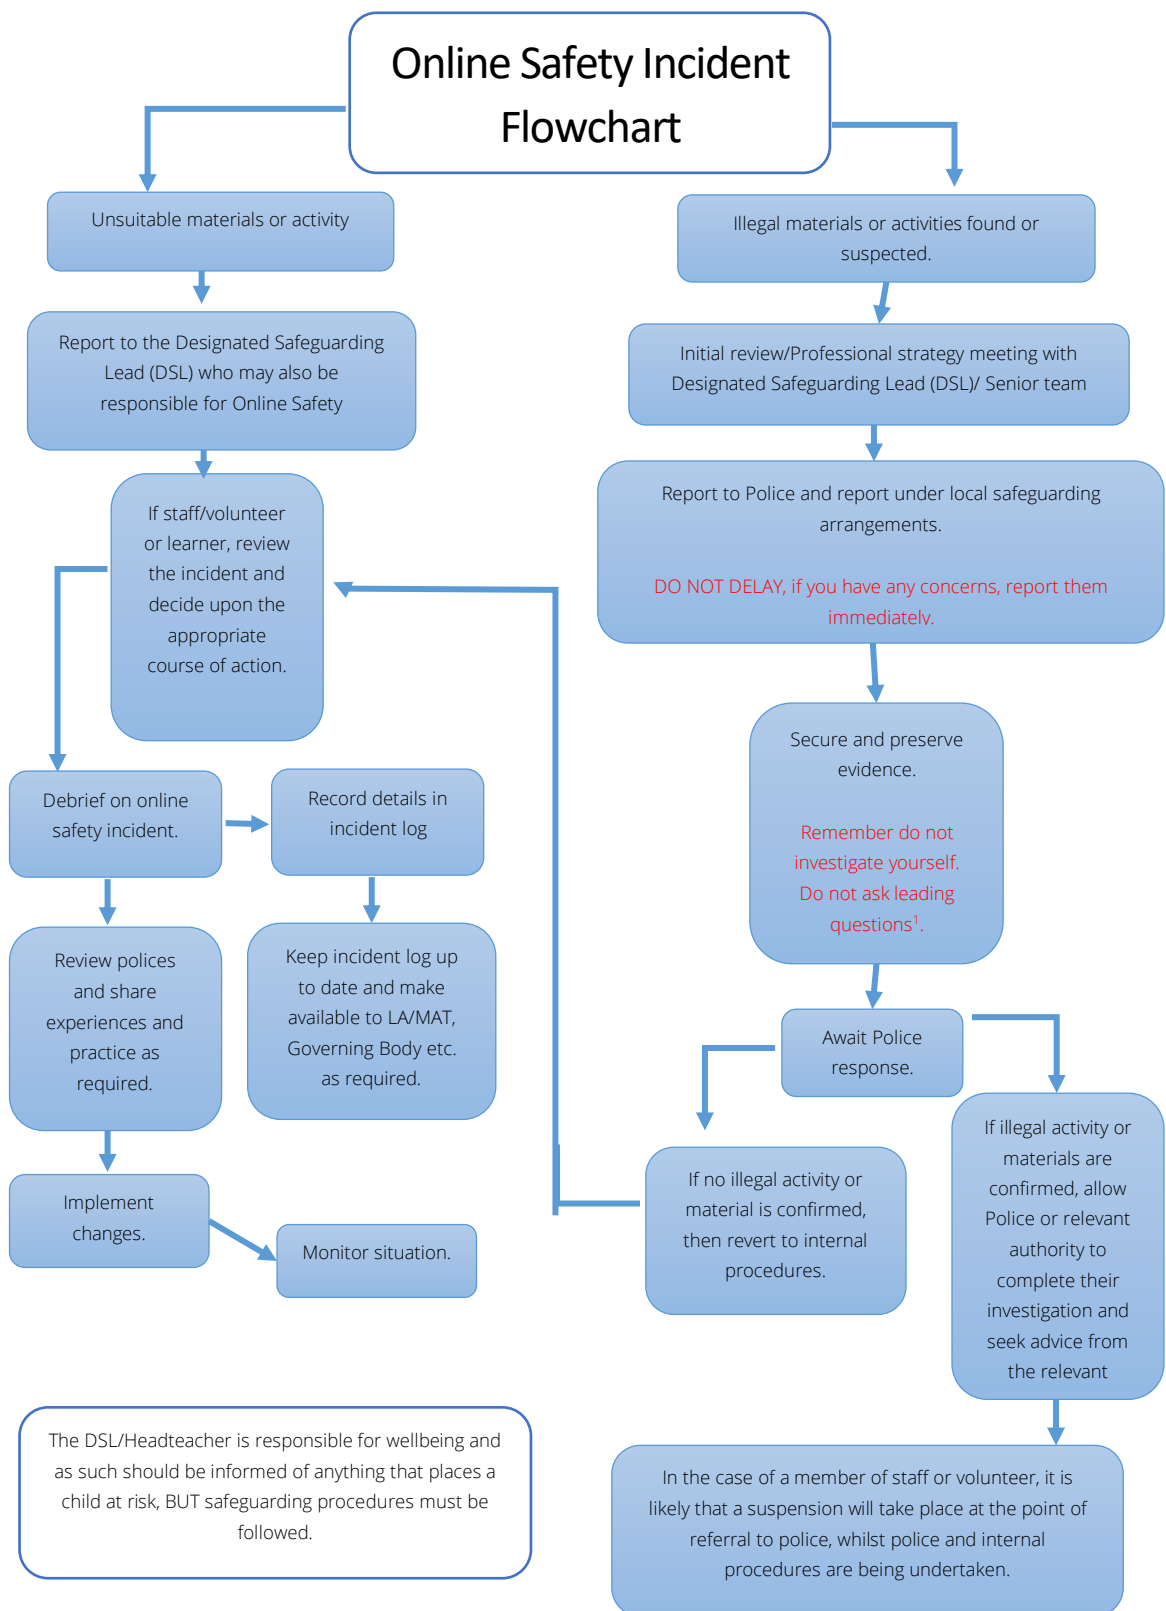 Online Safety Incident
Flowchart
Unsuitable materials or activity
Report to the Designated Safeguarding
Lead (DSL) who may also be
responsible for Online Safety
If staff/volunteer
or learner, review
the incident and
decide upon the
appropriate
course of action.
Debrief on online
safety incident.
Record details in
incident log
Review polices
and share
experiences and
practice as
required.
Keep incident log up
to date and make
available to LA/MAT,
Governing Body etc.
as required.
Implement
changes.
Monitor situation.
Illegal materials or activities found or
suspected.
Initial review/Professional strategy meeting with
Designated Safeguarding Lead (DSL)/ Senior team
Report to Police and report under local safeguarding
arrangements.
DO NOT DELAY, if you have any concerns, report them
immediately.
Secure and preserve
evidence.
Remember do not
investigate yourself.
Do not ask leading
questions¹.
Await Police
response.
If no illegal activity or
material is confirmed,
then revert to internal
procedures.
If illegal activity or
materials are
confirmed, allow
Police or relevant
authority to
complete their
investigation and
seek advice from
the relevant
In the case of a member of staff or volunteer, it is
likely that a suspension will take place at the point of
referral to police, whilst police and internal
procedures are being undertaken.
The DSL/Headteacher is responsible for wellbeing and
as such should be informed of anything that places a
child at risk, BUT safeguarding procedures must be
followed.